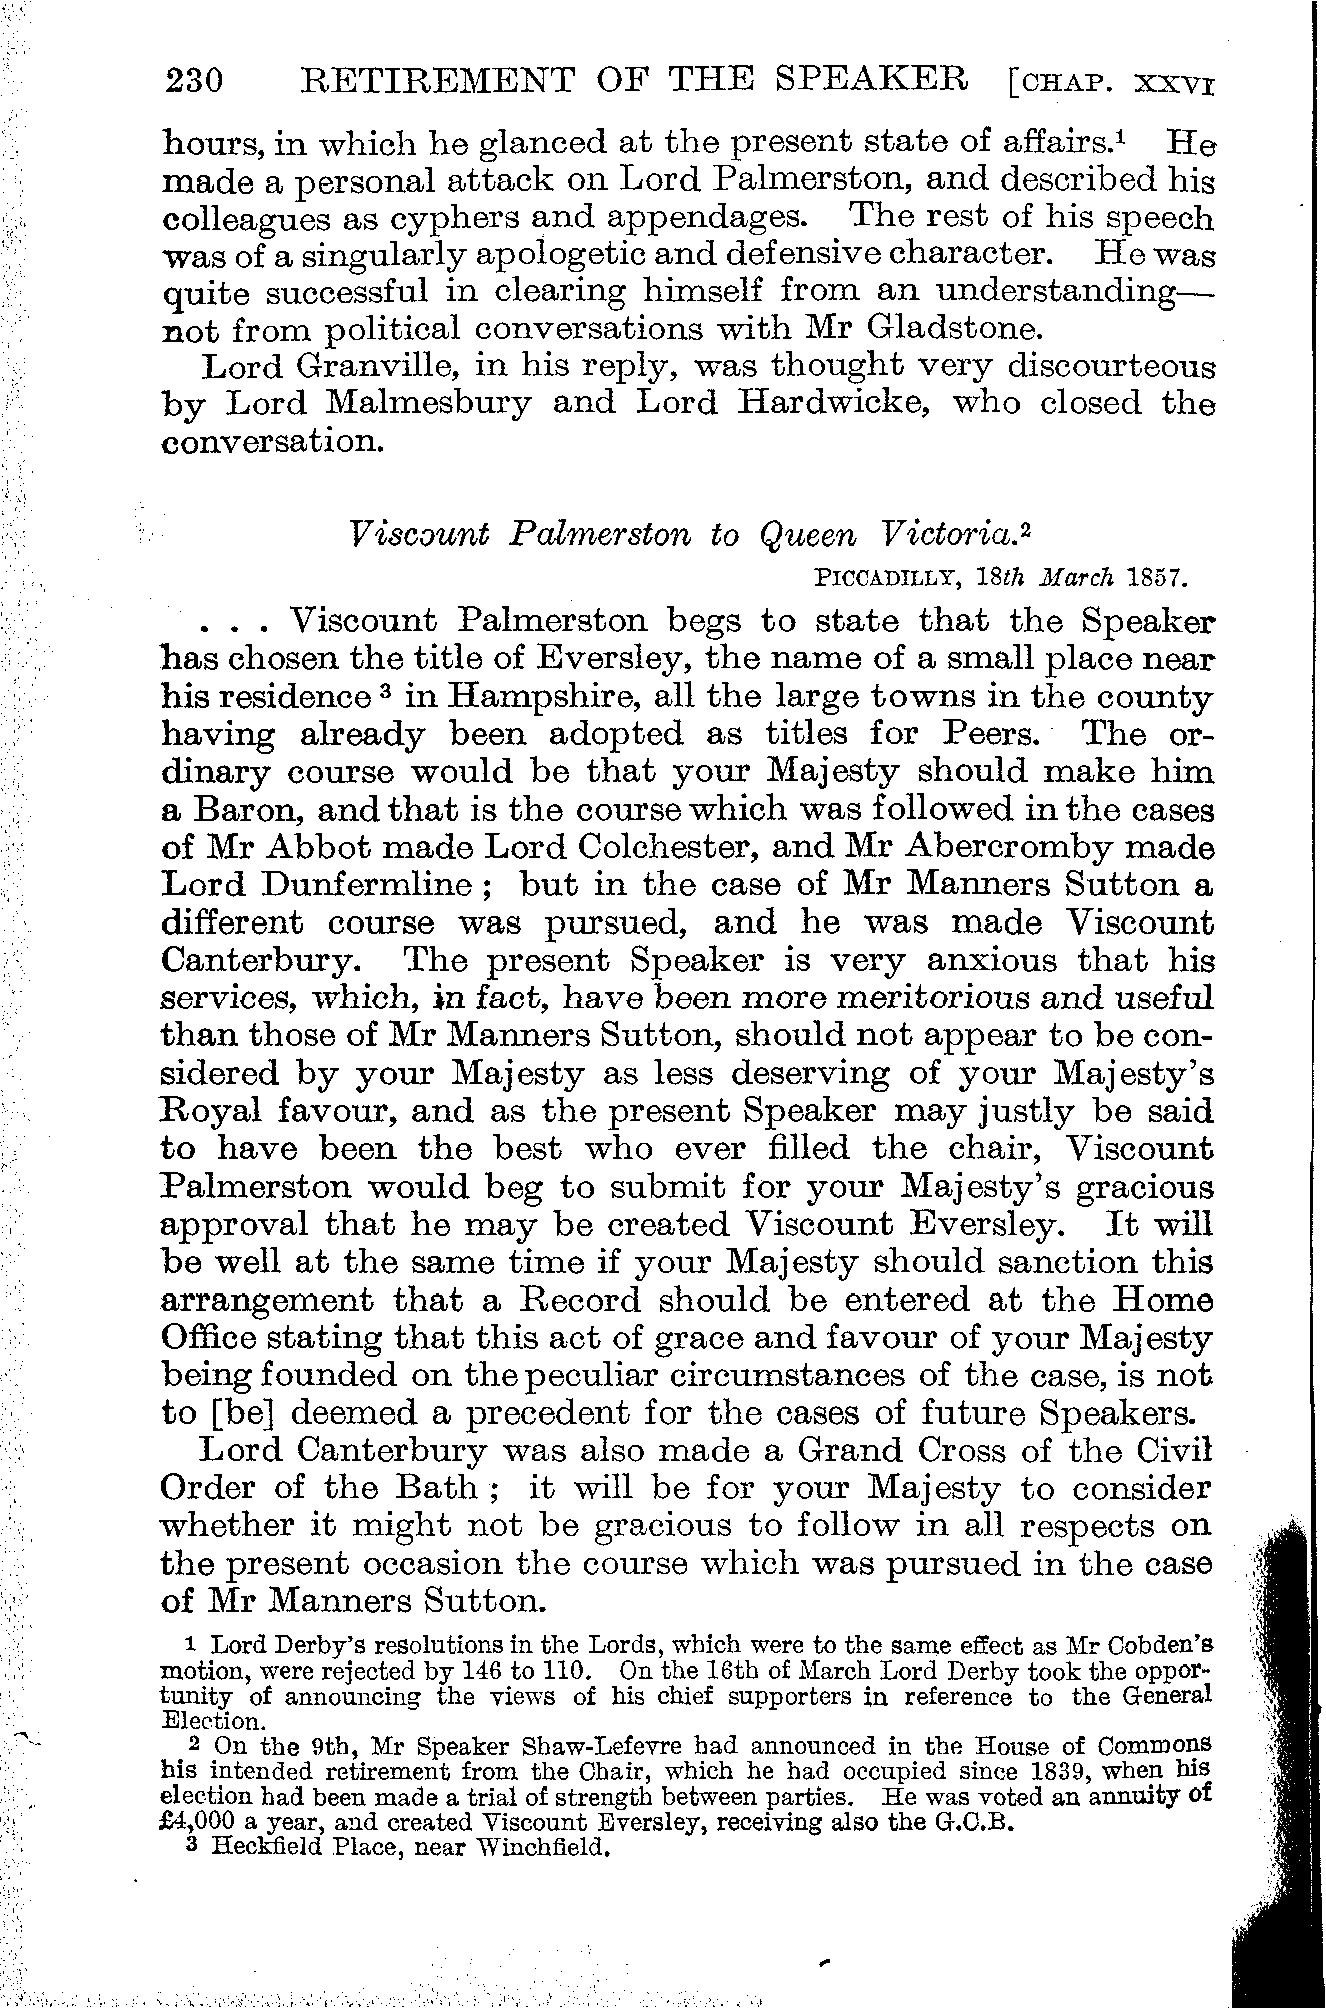 230 RETIREMENT OF THE SPEAKER [CHAP. XXVI
hours, in which he glanced at the present state of affairs.¹ He
made a personal attack on Lord Palmerston, and described his
colleagues as cyphers and appendages. The rest of his speech
was of a singularly apologetic and defensive character. He was
quite successful in clearing himself from an understanding—
not from political conversations with Mr Gladstone.
Lord Granville, in his reply, was thought very discourteous
by Lord Malmesbury and Lord Hardwicke, who closed the
conversation.
Viscount Palmerston to Queen Victoria.²
PICCADILLY, 18th March 1857.
. . . Viscount Palmerston begs to state that the Speaker
has chosen the title of Eversley, the name of a small place near
his residence ³ in Hampshire, all the large towns in the county
having already been adopted as titles for Peers. The or-
dinary course would be that your Majesty should make him
a Baron, and that is the course which was followed in the cases
of Mr Abbot made Lord Colchester, and Mr Abercromby made
Lord Dunfermline ; but in the case of Mr Manners Sutton a
different course was pursued, and he was made Viscount
Canterbury. The present Speaker is very anxious that his
services, which, in fact, have been more meritorious and useful
than those of Mr Manners Sutton, should not appear to be con-
sidered by your Majesty as less deserving of your Majesty's
Royal favour, and as the present Speaker may justly be said
to have been the best who ever filled the chair, Viscount
Palmerston would beg to submit for your Majesty's gracious
approval that he may be created Viscount Eversley. It will
be well at the same time if your Majesty should sanction this
arrangement that a Record should be entered at the Home
Office stating that this act of grace and favour of your Majesty
being founded on the peculiar circumstances of the case, is not
to [be] deemed a precedent for the cases of future Speakers.
Lord Canterbury was also made a Grand Cross of the Civil
Order of the Bath ; it will be for your Majesty to consider
whether it might not be gracious to follow in all respects on
the present occasion the course which was pursued in the case
of Mr Manners Sutton.
1 Lord Derby's resolutions in the Lords, which were to the same effect as Mr Cobden's
motion, were rejected by 146 to 110. On the 16th of March Lord Derby took the oppor-
tunity of announcing the views of his chief supporters in reference to the General
Election.
2 On the 9th, Mr Speaker Shaw-Lefevre had announced in the House of Commons
his intended retirement from the Chair, which he had occupied since 1839, when his
election had been made a trial of strength between parties. He was voted an annuity of
£4,000 a year, and created Viscount Eversley, receiving also the G.C.B.
3 Heckfield Place, near Winchfield.